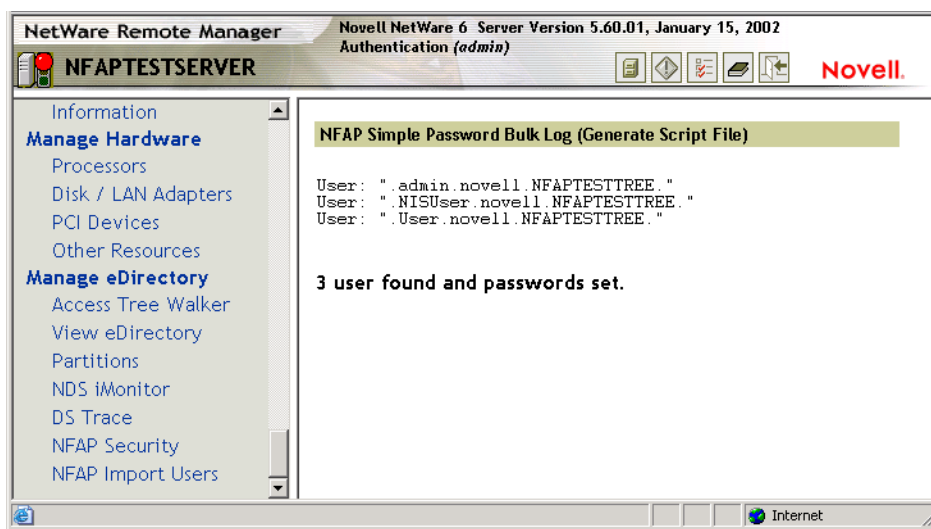 NetWare Remote Manager
NFAPTESTSERVER
Novell NetWare 6 Server Version 5.60.01, January 15, 2002
Authentication (admin)
Novell.
Information
Manage Hardware
Processors
Disk / LAN Adapters
PCI Devices
Other Resources
Manage eDirectory
Access Tree Walker
View eDirectory
Partitions
NDS iMonitor
DS Trace
NFAP Security
NFAP Import Users
NFAP Simple Password Bulk Log (Generate Script File)
User: ".admin.novell.NFAPTESTTREE."
User: ".NISUser.novell.NFAPTESTTREE."
User: ".User.novell.NFAPTESTTREE."
3 user found and passwords set.
Internet